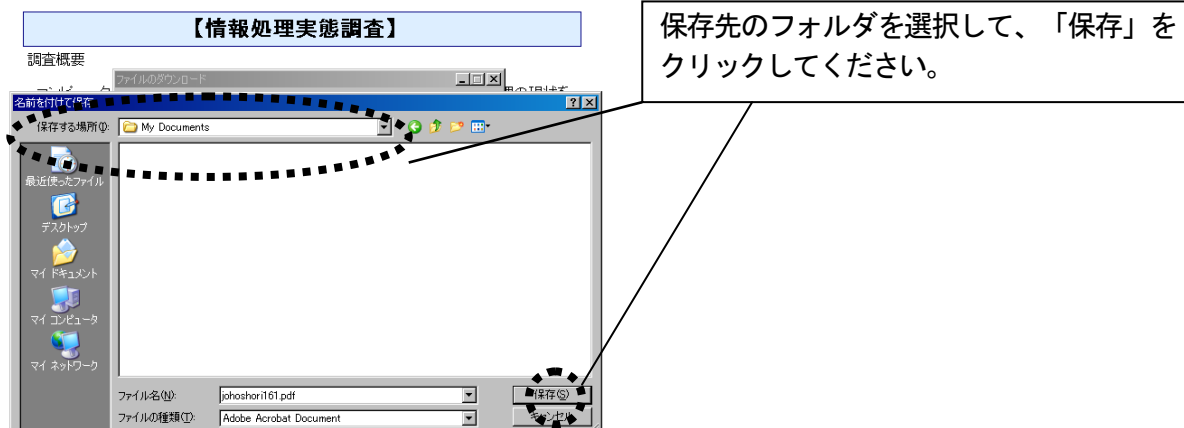 【情報処理実態調査】
保存先のフォルダを選択して、「保存」を
クリックしてください。
調査概要
ファイルのダウンロード
名前を付けて保存
保存する場所(I):
My Documents
最近使ったファイル
デスクトップ
マイ ドキュメント
マイ コンピュータ
マイ ネットワーク
ファイル名(N):
johoshori161.pdf
保存(S)
ファイルの種類(T):
Adobe Acrobat Document
キャンセル